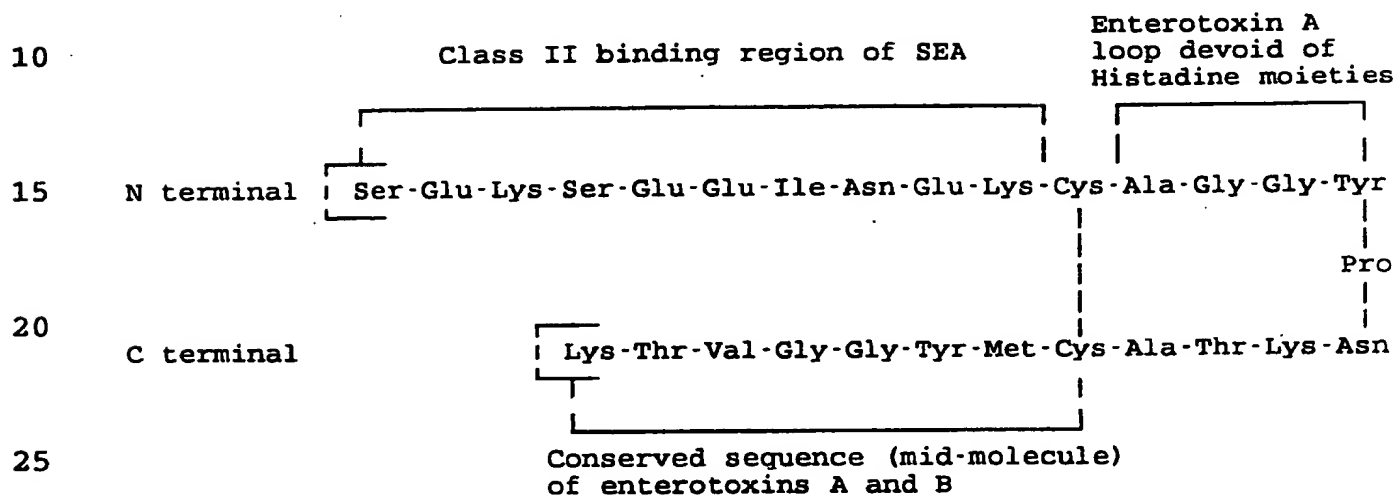 10 Class II binding region of SEA
Enterotoxin A
loop devoid of
Histadine moieties
15 N terminal Ser-Glu-Lys-Ser-Glu-Glu-Ile-Asn-Glu-Lys-Cys-Ala-Gly-Gly-Tyr
Pro
20
C terminal Lys-Thr-Val-Gly-Gly-Tyr-Met-Cys-Ala-Thr-Lys-Asn
25 Conserved sequence (mid-molecule)
of enterotoxins A and B